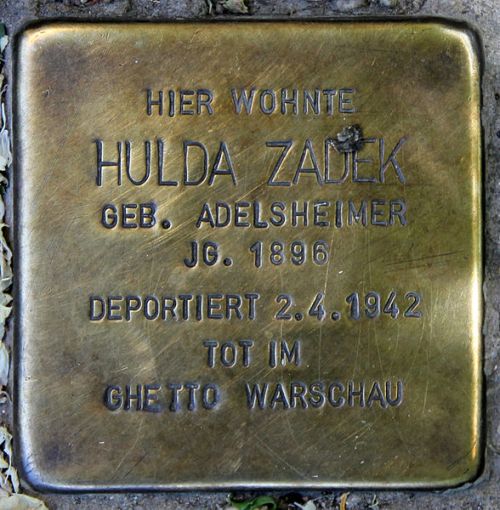 HIER WOHNTE
HULDA ZADEK
GEB. ADELSHEIMER
JG. 1896
DEPORTIERT 2.4.1942
TOT IM
GHETTO WARSCHAU